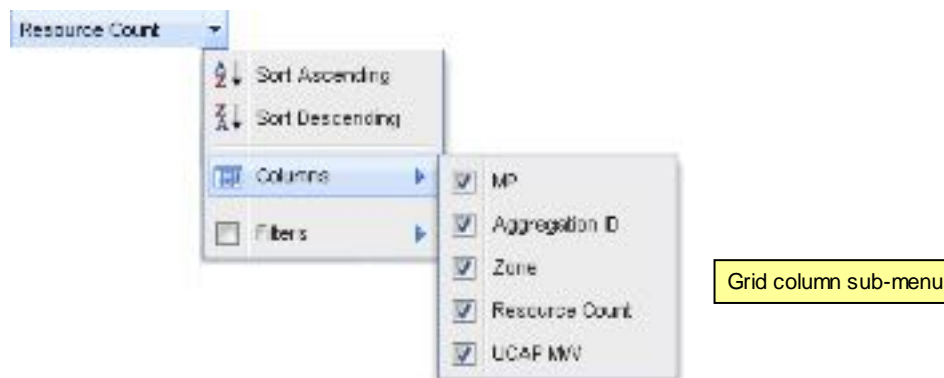 Resource Count
Sort Ascending
Sort Descending
Columns
Filters
MP
Aggregation ID
Zone
Resource Count
UCAP MW
Grid column sub-menu